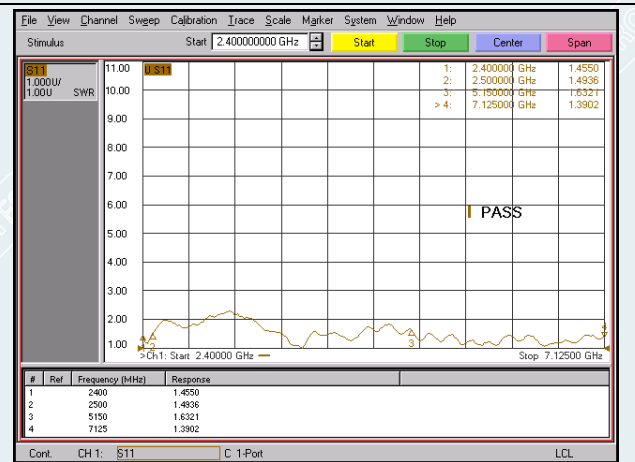 File View Channel Sweep Calibration Trace Scale Marker System Window Help
Stimulus Start 2.400000000 GHz Start Stop Center Span
S11
1.000U/
1.00U SWR
11.00
10.00
9.00
8.00
7.00
6.00
5.00
4.00
3.00
2.00
1.00
U S11
1: 2.400000 GHz 1.4550
2: 2.500000 GHz 1.4936
3: 5.150000 GHz 1.6321
> 4: 7.125000 GHz 1.3902
PASS
2
3
4
>Ch1: Start 2.40000 GHz Stop 7.12500 GHz
# Ref Frequency (MHz) Response
1 2400 1.4550
2 2500 1.4936
3 5150 1.6321
4 7125 1.3902
Cont. CH 1: S11 C 1-Port LCL